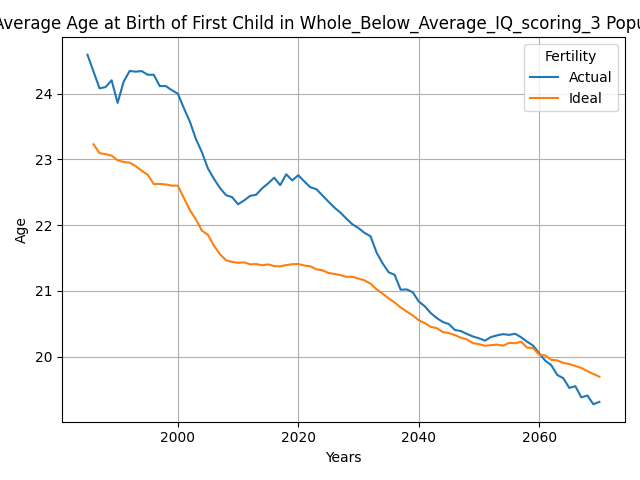 Average Age at Birth of First Child in Whole_Below_Average_IQ_scoring_3
Fertility
Actual
Ideal
Age
24
23
22
21
20
2000
2020
2040
2060
Years